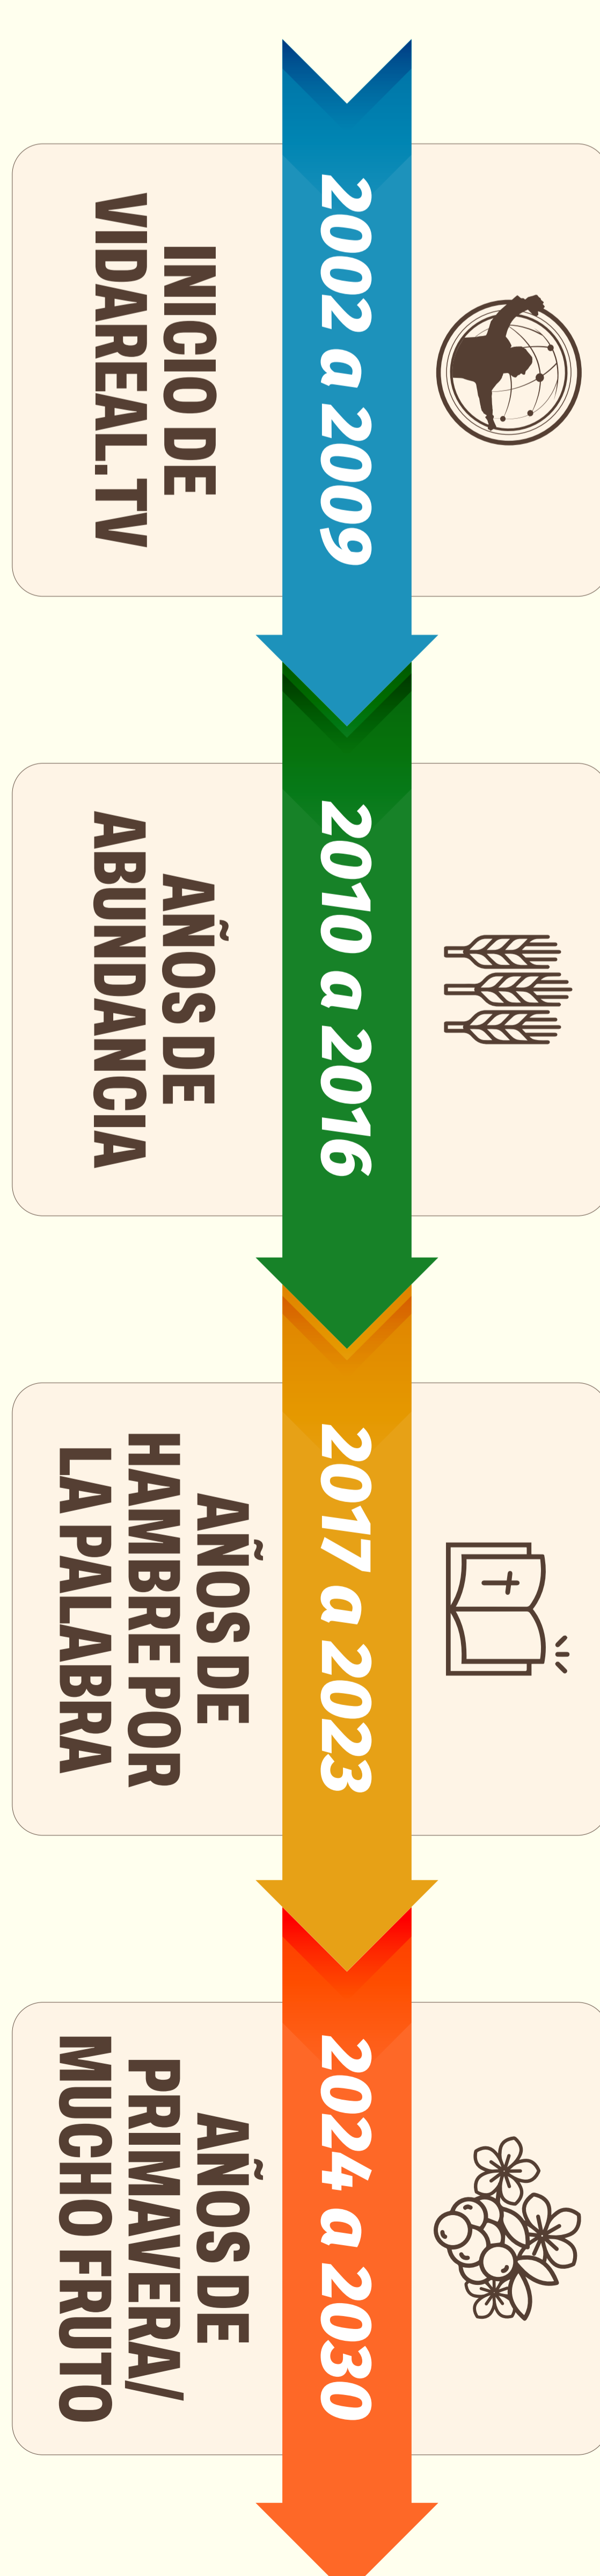 2002 a 2009
INICIO DE
VIDAREAL.TV
2010 a 2016
AÑOS DE
ABUNDANCIA
2017 a 2023
AÑOS DE
HAMBRE POR
LA PALABRA
2024 a 2030
AÑOS DE
PRIMAVERA/
MUCHO FRUTO